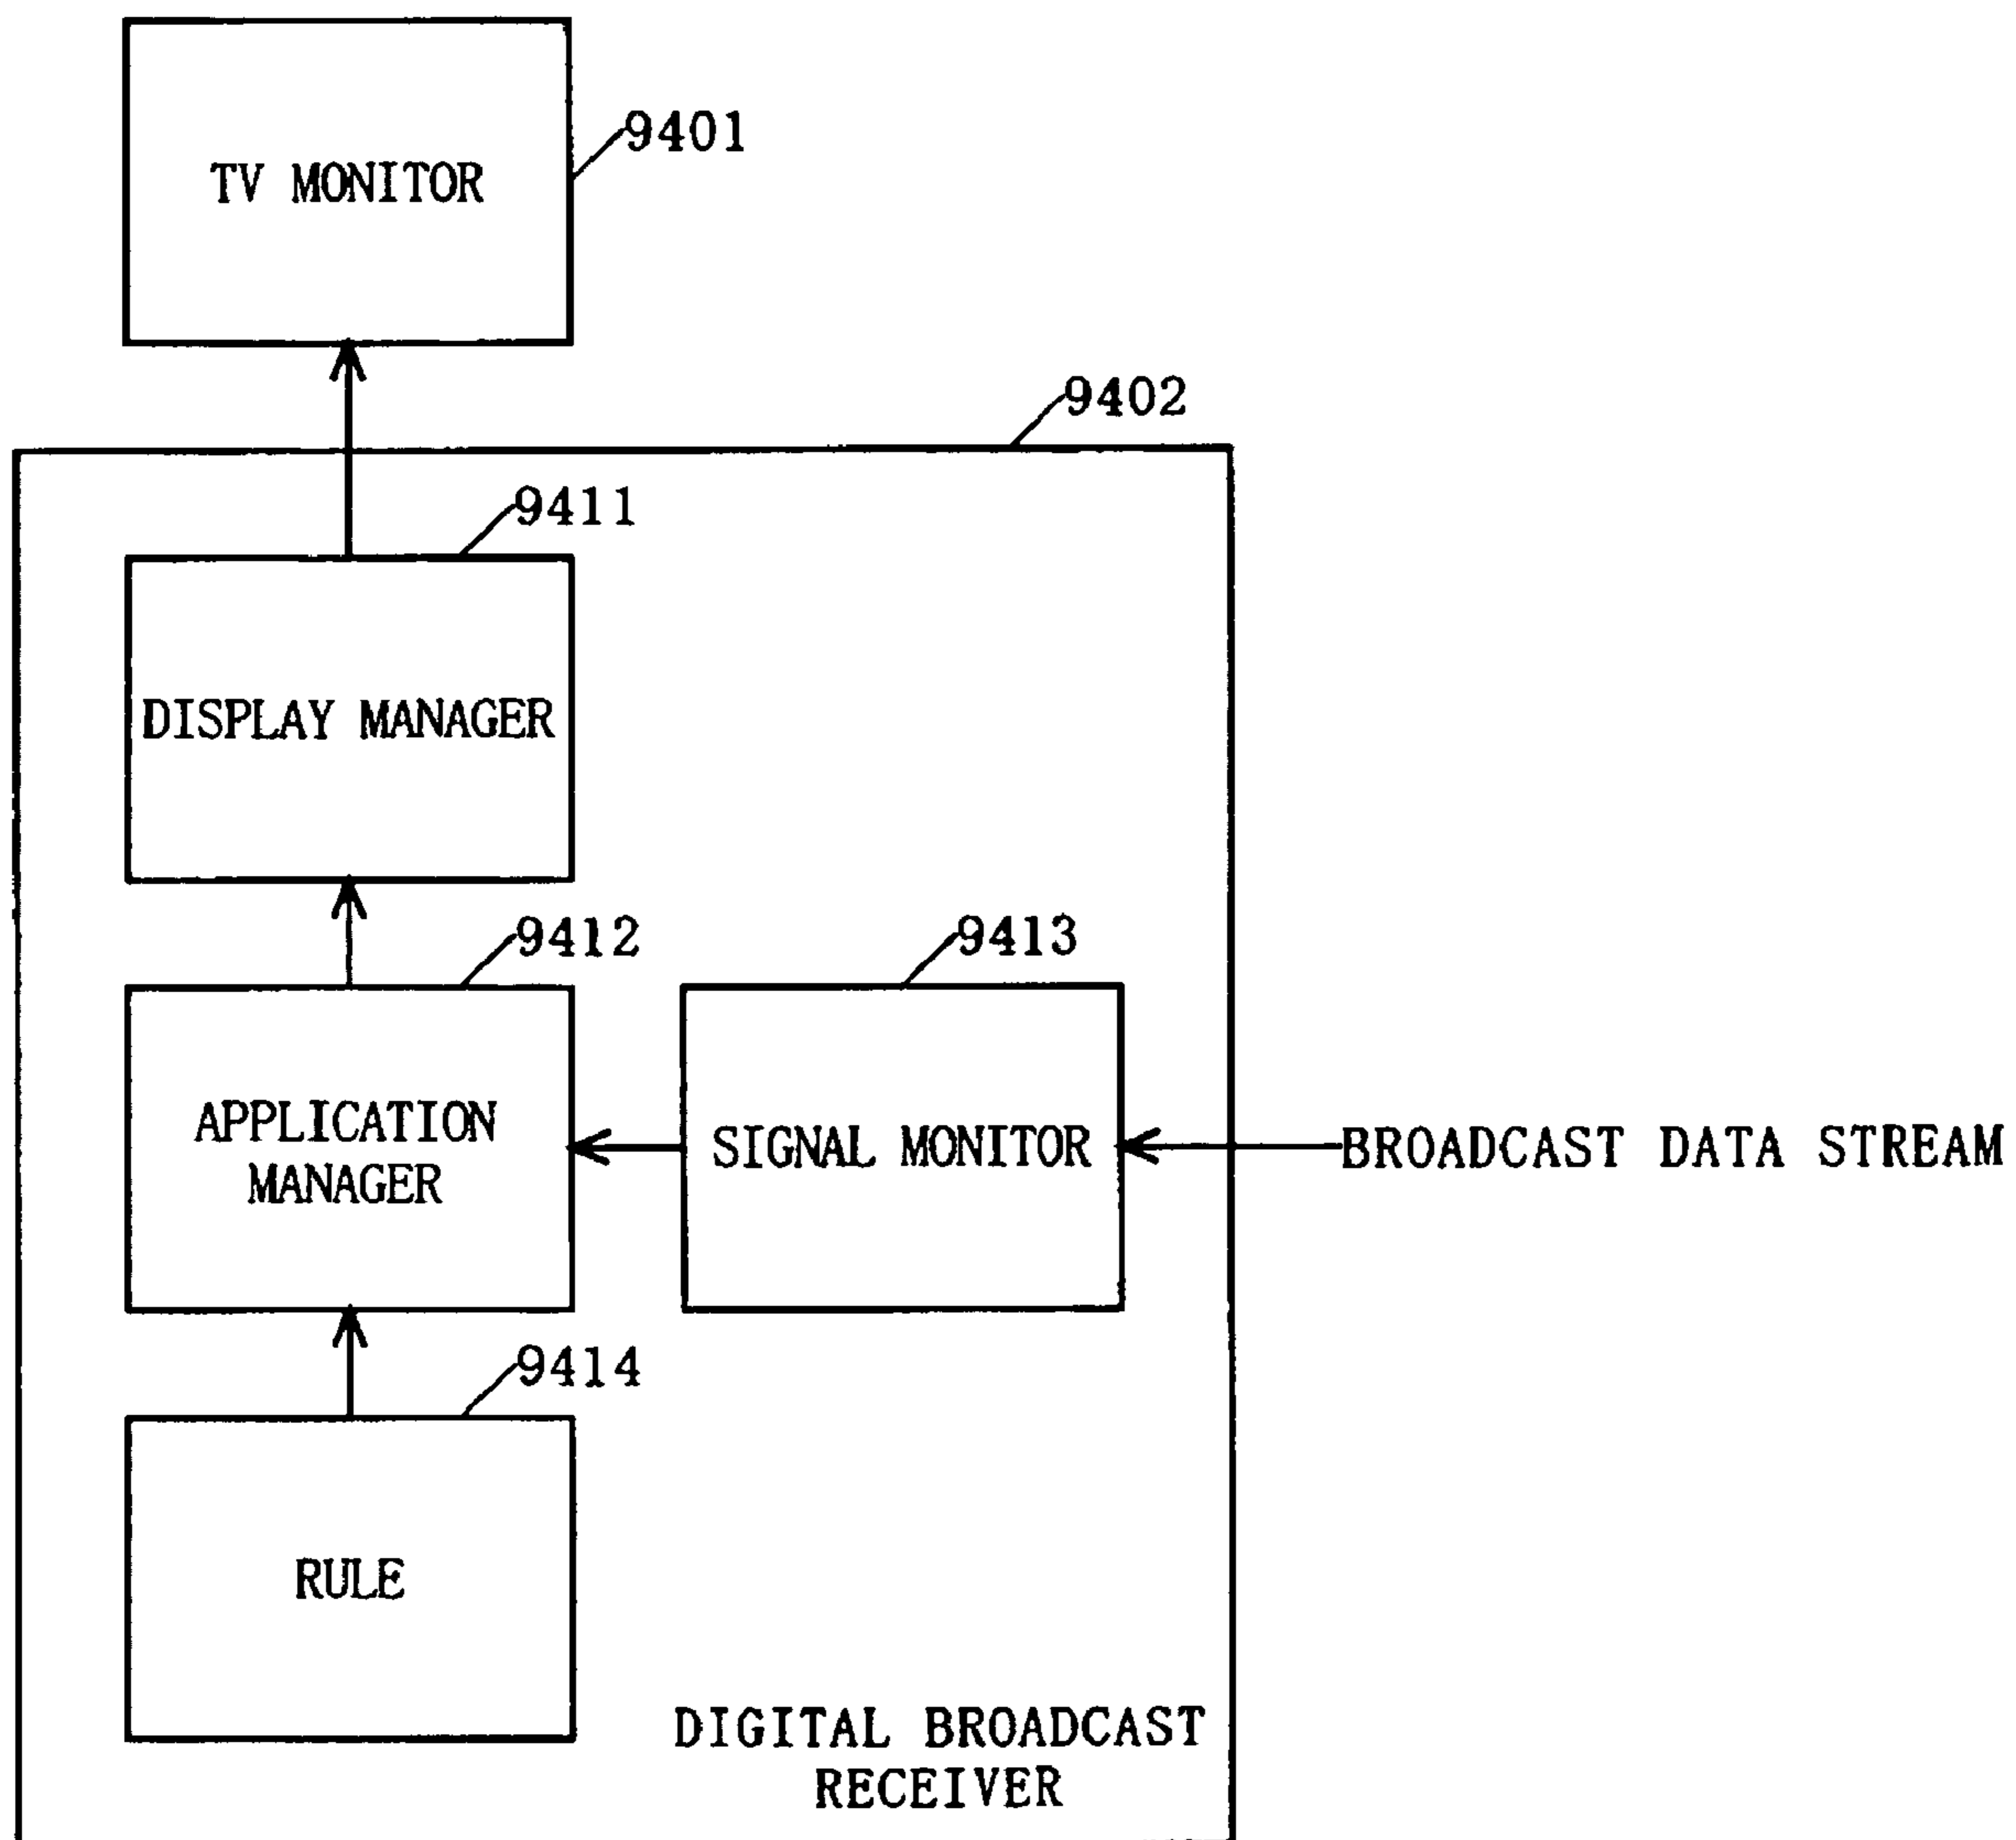 TV MONITOR
9401
9402
9411
DISPLAY MANAGER
9412
9413
APPLICATION
MANAGER
SIGNAL MONITOR
BROADCAST DATA STREAM
9414
RULE
DIGITAL BROADCAST
RECEIVER